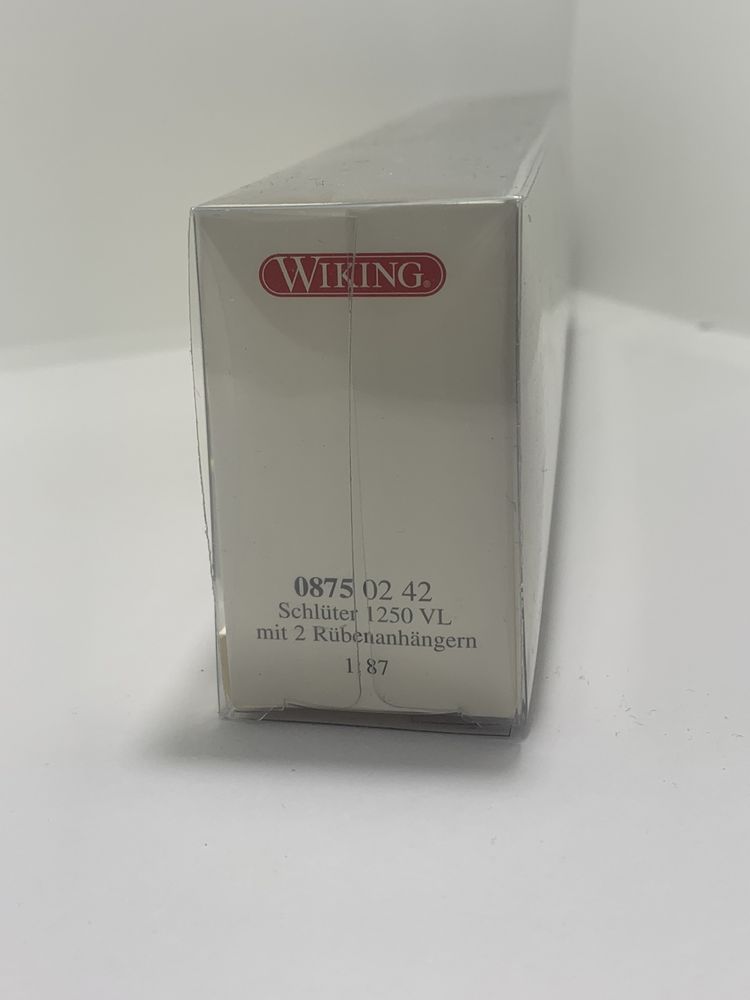 WIKING®
0875 02 42
Schlüter 1250 VL
mit 2 Rübenanhängern
1:87